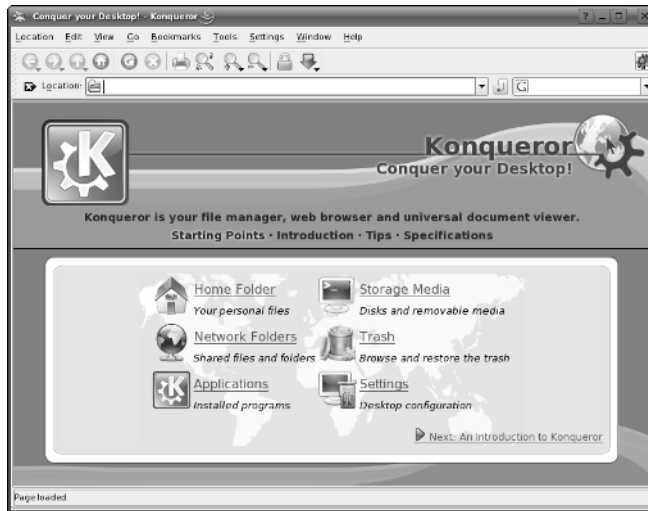 Conquer your Desktop! - Konqueror
Location Edit View Go Bookmarks Tools Settings Window Help
Location:
Konqueror
Conquer your Desktop!
Konqueror is your file manager, web browser and universal document viewer.
Starting Points · Introduction · Tips · Specifications
Home Folder
Your personal files
Storage Media
Disks and removable media
Network Folders
Shared files and folders
Trash
Browse and restore the trash
Applications
Installed programs
Settings
Desktop configuration
Next: An Introduction to Konqueror
Page loaded